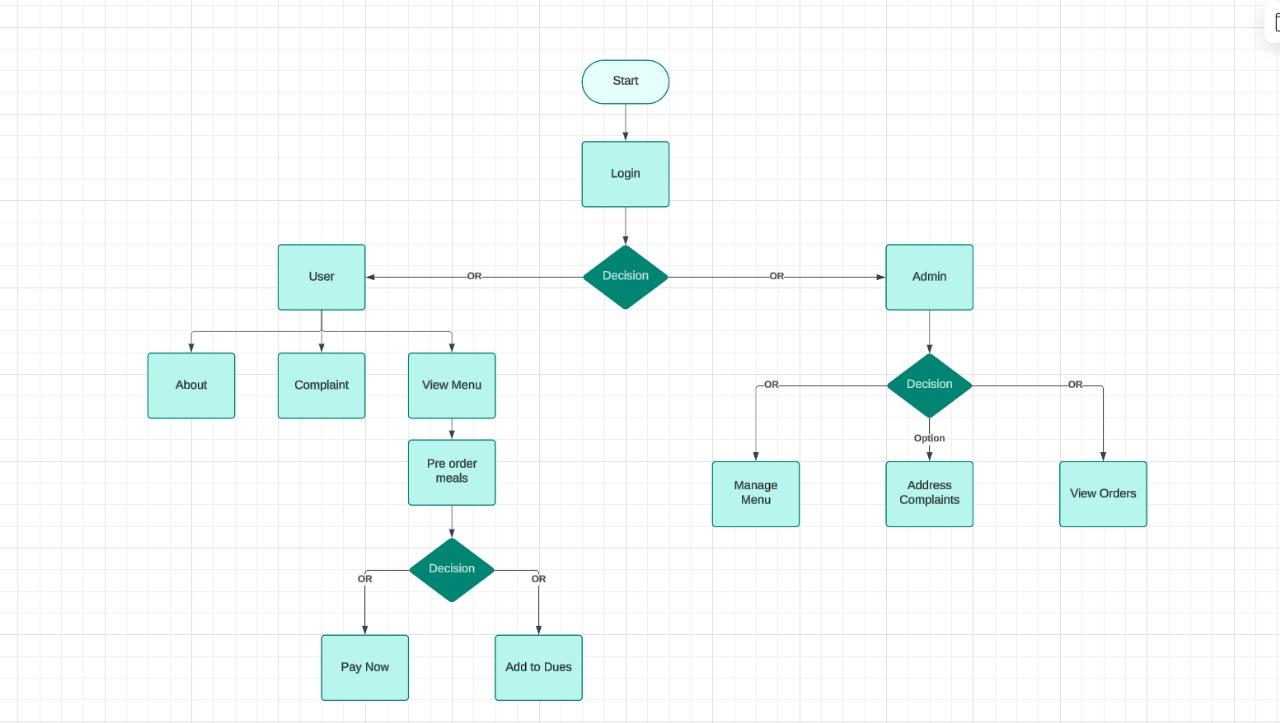 Start
Login
User
OR
Decision
OR
Admin
About
Complaint
View Menu
OR
Decision
OR
Option
Pre order
meals
Manage
Menu
Address
Complaints
View Orders
Decision
OR
OR
Pay Now
Add to Dues